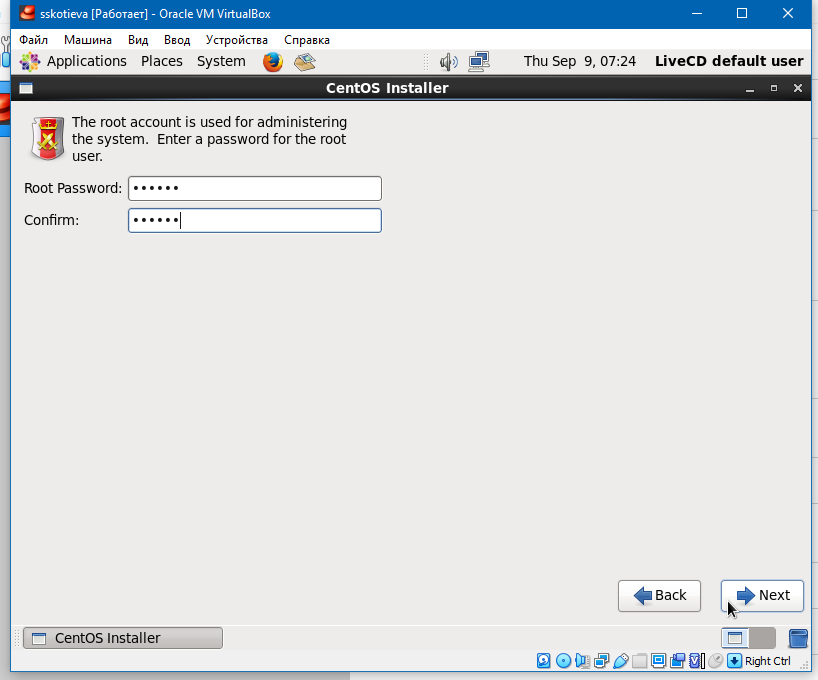 sskotieva [Работает] - Oracle VM VirtualBox
Файл Машина Вид Ввод Устройства Справка
Applications Places System Thu Sep 9, 07:24 LiveCD default user
CentOS Installer
The root account is used for administering
the system. Enter a password for the root
user.
Root Password: ••••••
Confirm: ••••••
Back Next
CentOS Installer
Right Ctrl